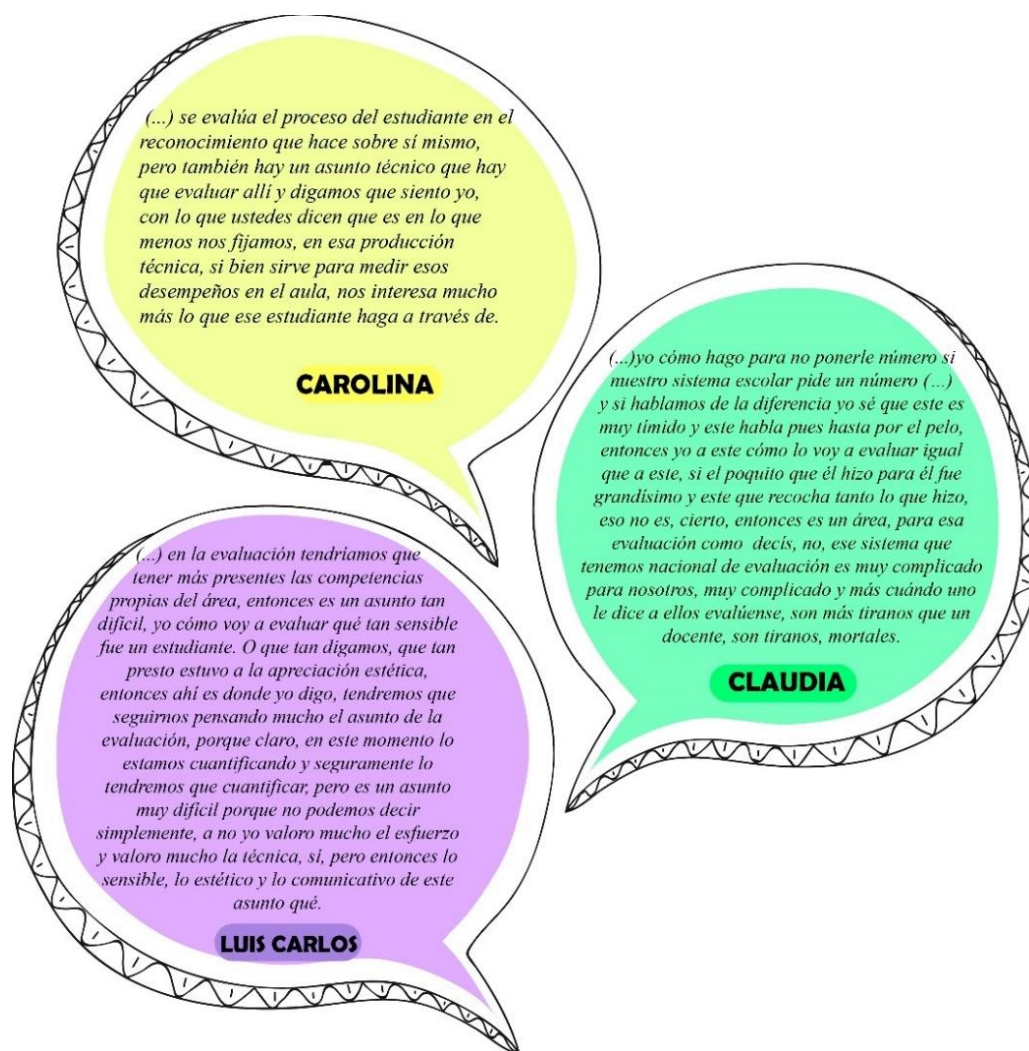 (...) se evalúa el proceso del estudiante en el
reconocimiento que hace sobre sí mismo,
pero también hay un asunto técnico que hay
que evaluar allí y digamos que siento yo,
con lo que ustedes dicen que es en lo que
menos nos fijamos, en esa producción
técnica, si bien sirve para medir esos
desempeños en el aula, nos interesa mucho
más lo que ese estudiante haga a través de.
CAROLINA
(...)yo cómo hago para no ponerle número si
nuestro sistema escolar pide un número (...)
y si hablamos de la diferencia yo sé que este es
muy tímido y este habla pues hasta por el pelo,
entonces yo a este cómo lo voy a evaluar igual
que a este, si el poquito que él hizo para él fue
grandísimo y este que recocha tanto lo que hizo,
eso no es, cierto, entonces es un área, para esa
evaluación como decís, no, ese sistema que
tenemos nacional de evaluación es muy complicado
para nosotros, muy complicado y más cuándo uno
le dice a ellos evalúense, son más tiranos que un
docente, son tiranos, mortales.
CLAUDIA
(...) en la evaluación tendríamos que
tener más presentes las competencias
propias del área, entonces es un asunto tan
difícil, yo cómo voy a evaluar qué tan sensible
fue un estudiante. O que tan digamos, que tan
presto estuvo a la apreciación estética,
entonces ahí es donde yo digo, tendremos que
seguirnos pensando mucho el asunto de la
evaluación, porque claro, en este momento lo
estamos cuantificando y seguramente lo
tendremos que cuantificar, pero es un asunto
muy difícil porque no podemos decir
simplemente, a no yo valoro mucho el esfuerzo
y valoro mucho la técnica, sí, pero entonces lo
sensible, lo estético y lo comunicativo de este
asunto qué.
LUIS CARLOS